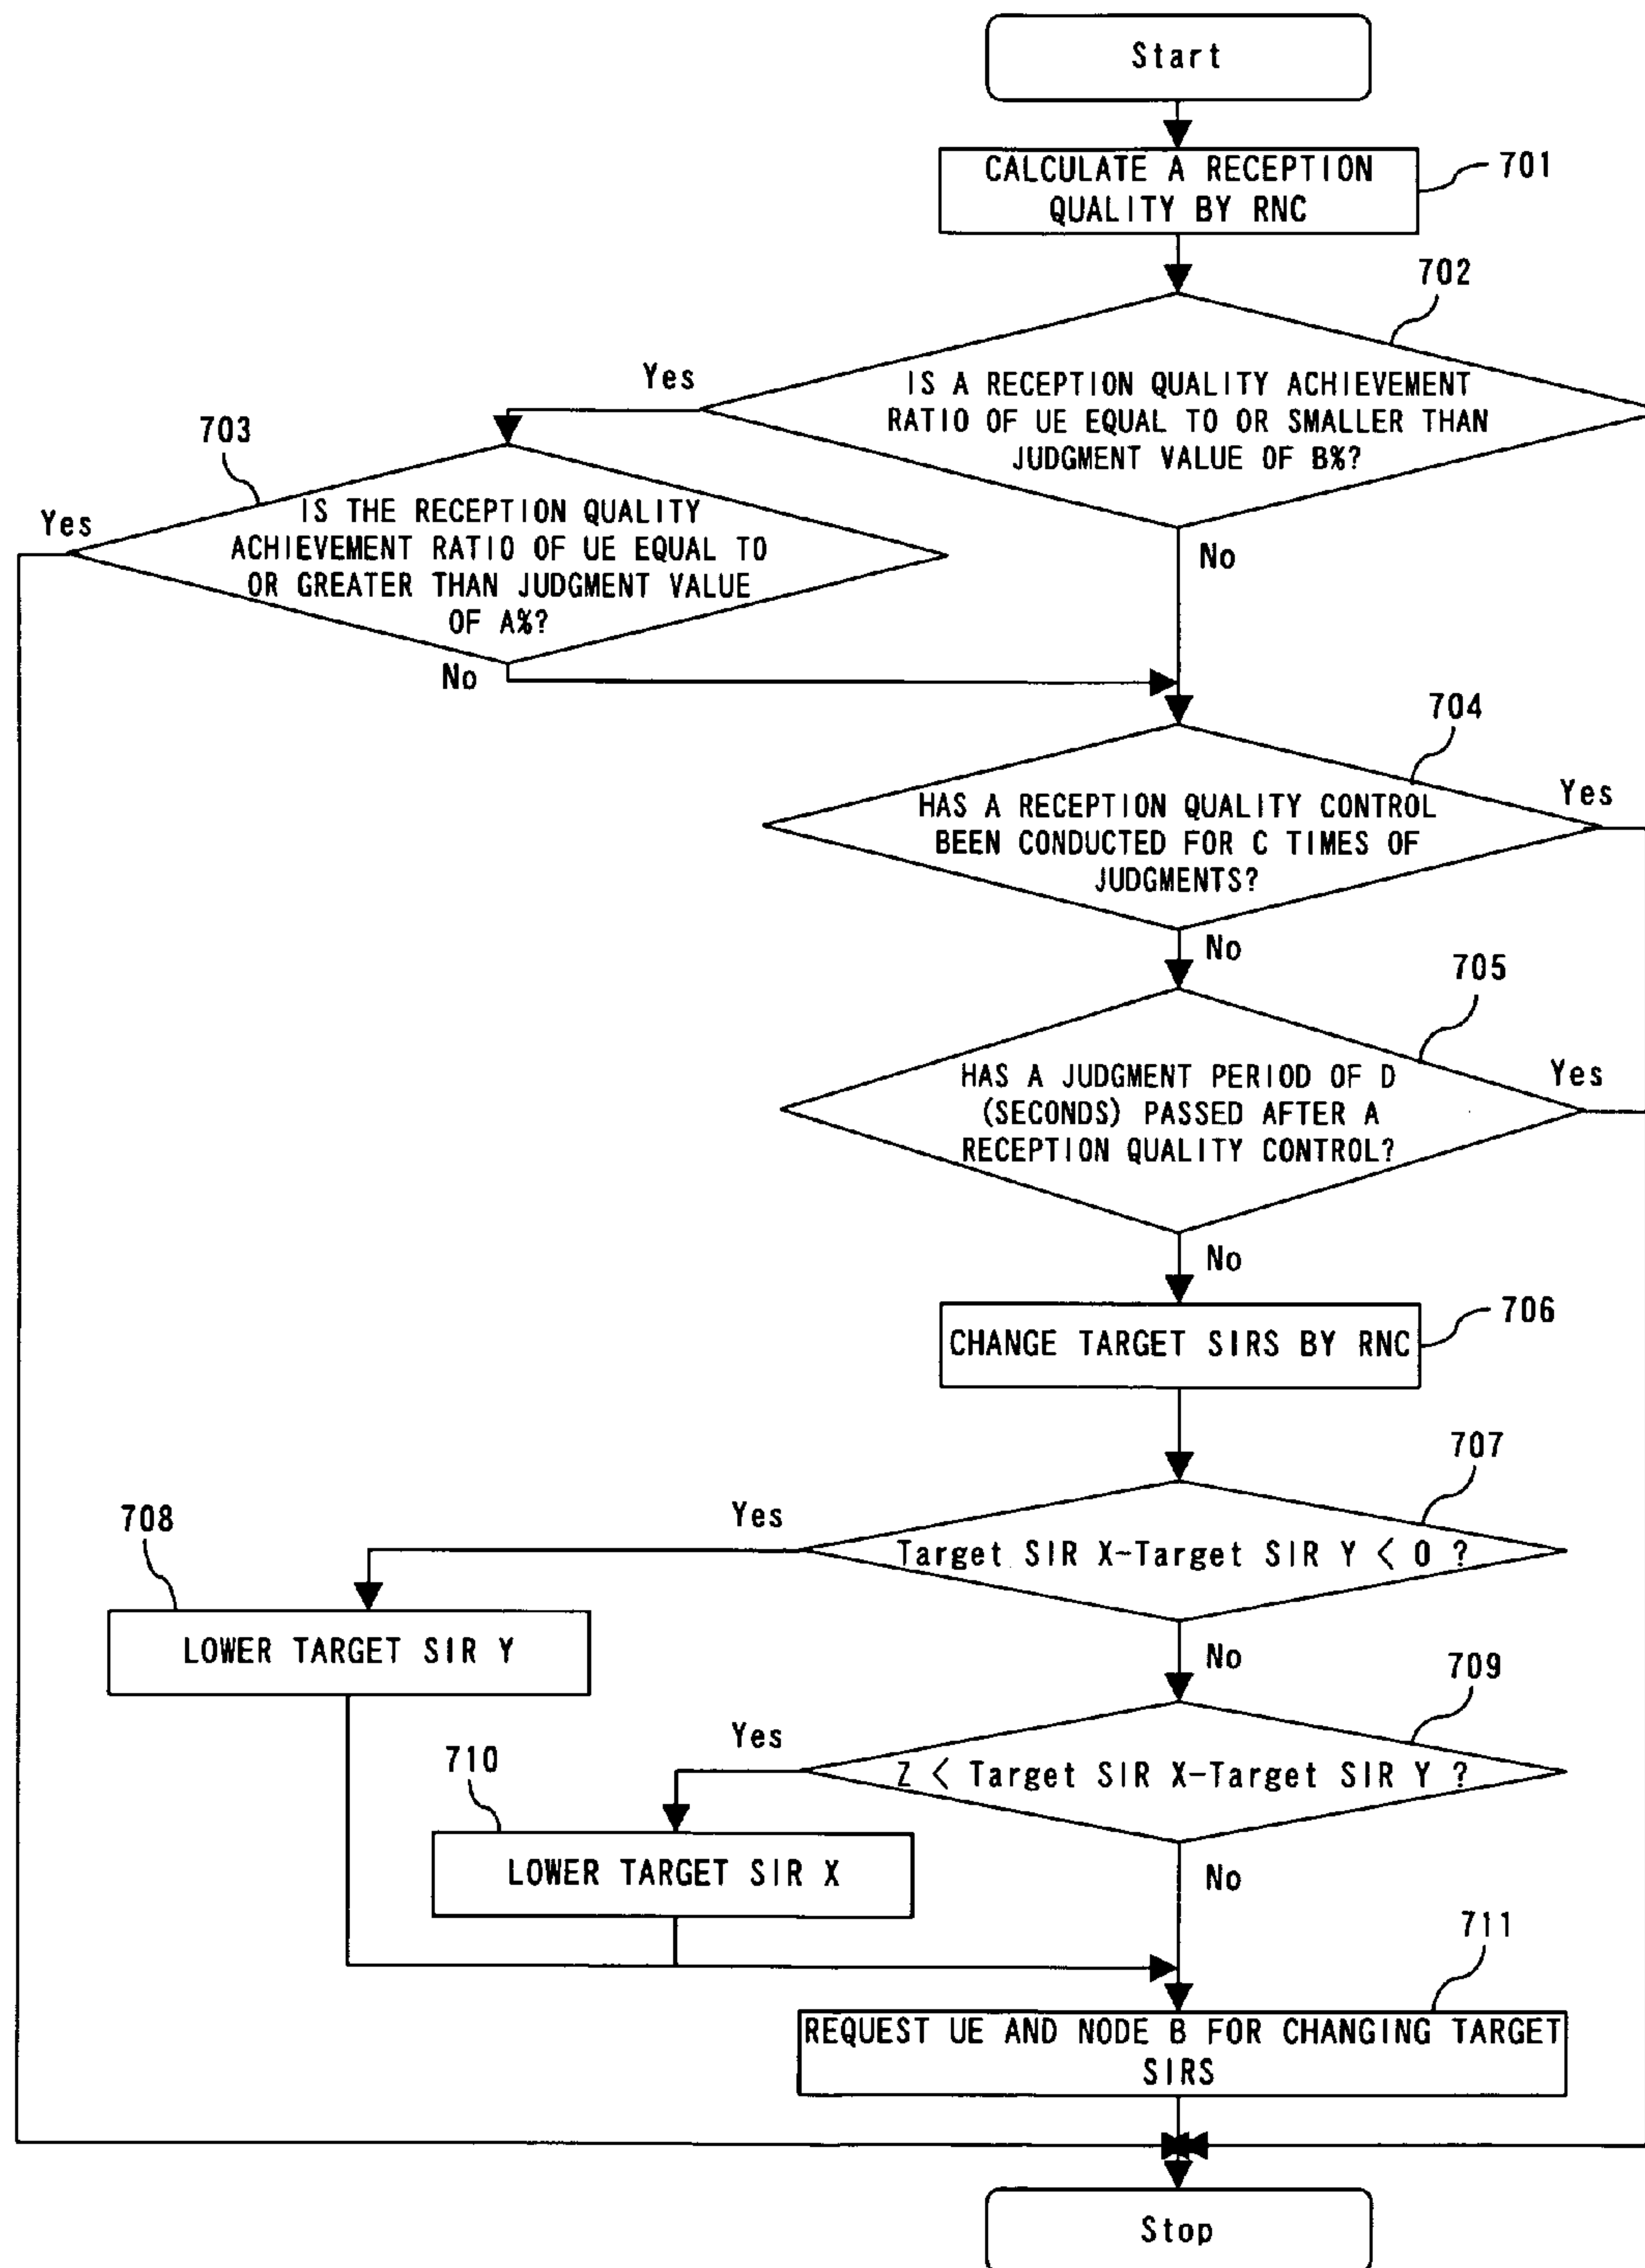 Start
CALCULATE A RECEPTION
QUALITY BY RNC
701
702
Yes
IS A RECEPTION QUALITY ACHIEVEMENT
RATIO OF UE EQUAL TO OR SMALLER THAN
JUDGMENT VALUE OF B%?
No
703
Yes
IS THE RECEPTION QUALITY
ACHIEVEMENT RATIO OF UE EQUAL TO
OR GREATER THAN JUDGMENT VALUE
OF A%?
No
704
HAS A RECEPTION QUALITY CONTROL
BEEN CONDUCTED FOR C TIMES OF
JUDGMENTS?
Yes
No
705
HAS A JUDGMENT PERIOD OF D
(SECONDS) PASSED AFTER A
RECEPTION QUALITY CONTROL?
Yes
No
CHANGE TARGET SIRS BY RNC
706
707
Yes
Target SIR X-Target SIR Y < 0 ?
No
708
LOWER TARGET SIR Y
709
Yes
Z < Target SIR X-Target SIR Y ?
No
710
LOWER TARGET SIR X
711
REQUEST UE AND NODE B FOR CHANGING TARGET
SIRS
Stop